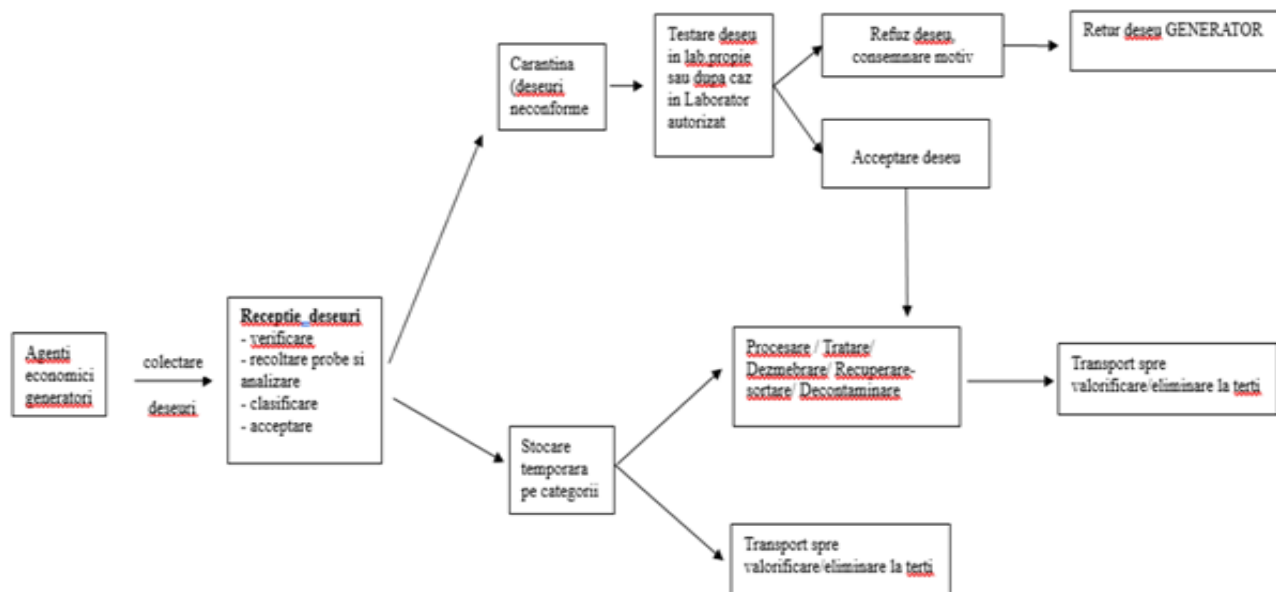 Testare deseu
in lab.propie
sau dupa caz
in Laborator
autorizat
Refuz deseu,
consemnare motiv
Retur deseu GENERATOR
Carantina
(deseuri
neconforme
Acceptare deseu
Agenti
economici
generatori
colectare
deseuri
Receptie deseuri
- verificare
- recoltare probe si
analizare
- clasificare
- acceptare
Procesare / Tratare/
Dezmebrare/ Recuperare-
sortare/ Decontaminare
Transport spre
valorificare/eliminare la terti
Stocare
temporara
pe categorii
Transport spre
valorificare/eliminare la terti